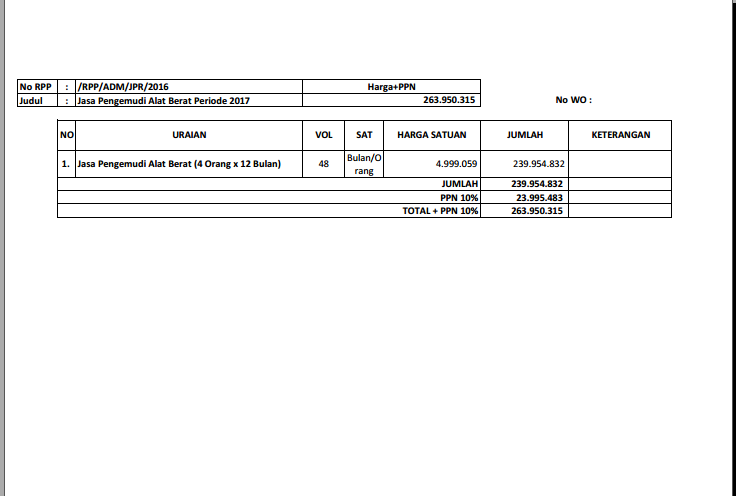 No RPP : /RPP/ADM/JPR/2016 Harga+PPN
Judul : Jasa Pengemudi Alat Berat Periode 2017 263.950.315 No WO :
NO URAIAN VOL SAT HARGA SATUAN JUMLAH KETERANGAN
1. Jasa Pengemudi Alat Berat (4 Orang x 12 Bulan) 48 Bulan/O
rang 4.999.059 239.954.832
JUMLAH 239.954.832
PPN 10% 23.995.483
TOTAL + PPN 10% 263.950.315